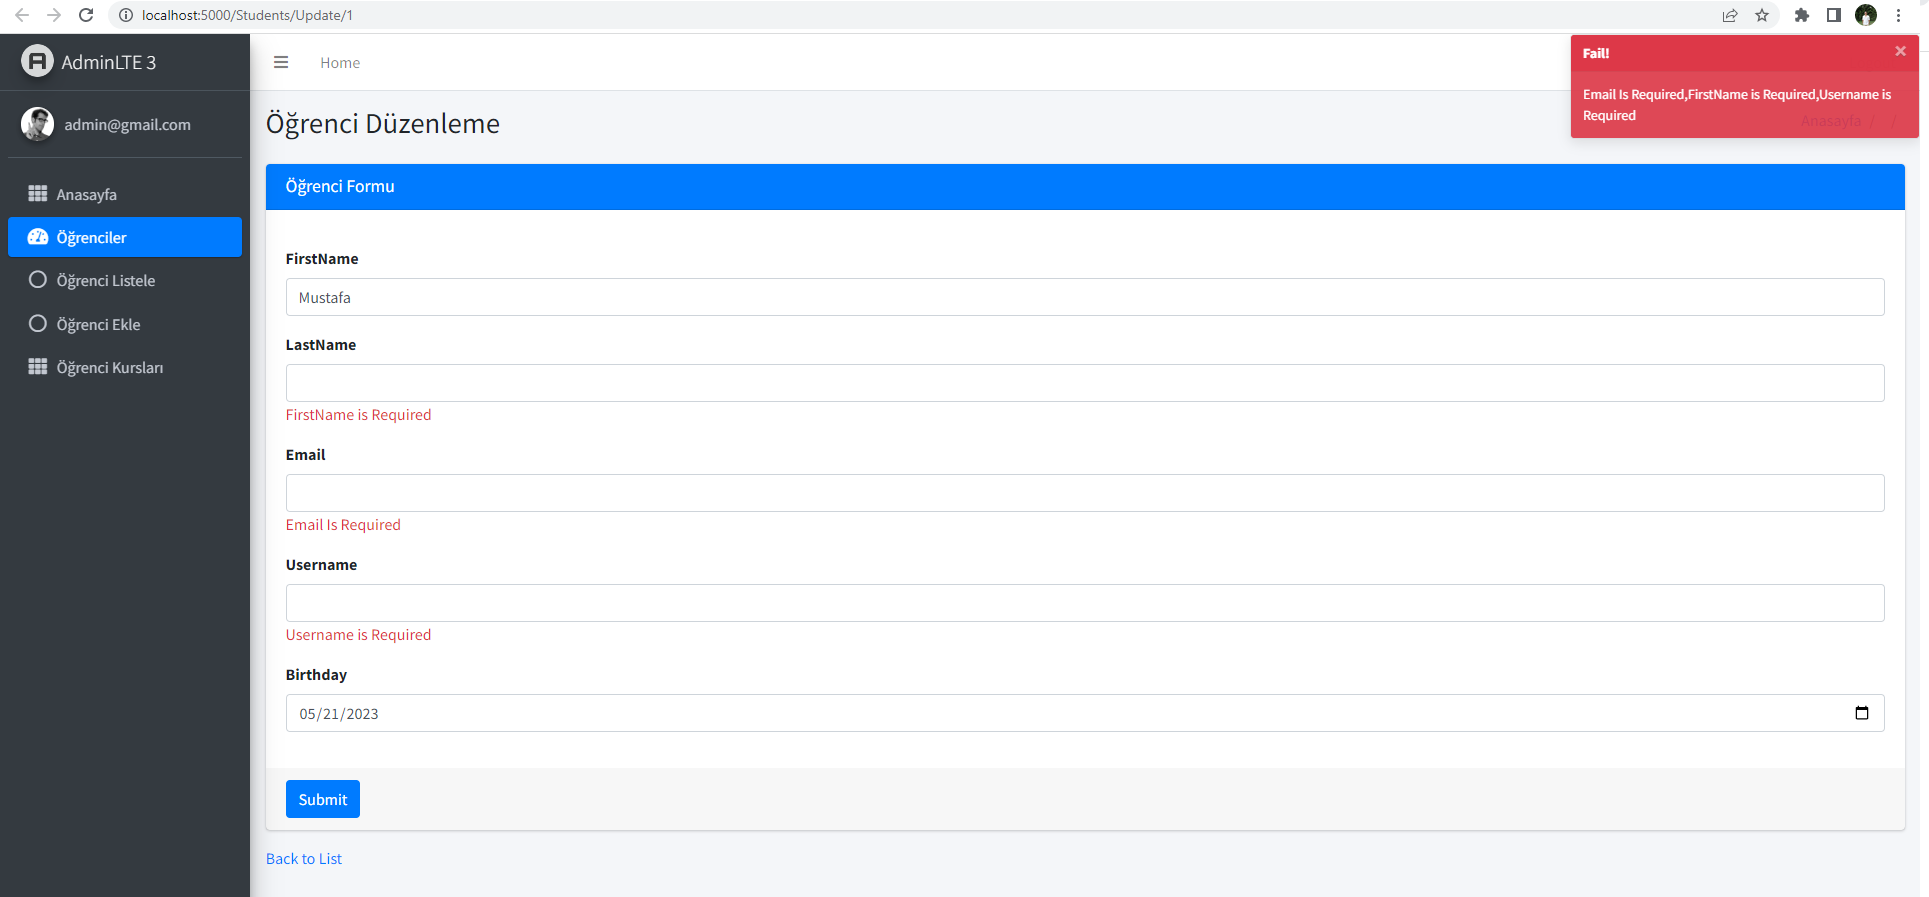 localhost:5000/Students/Update/1
AdminLTE 3
Home
Fail!
×
Email Is Required,FirstName is Required,Username is
Required
Anasayfa / /
admin@gmail.com
Öğrenci Düzenleme
Anasayfa
Öğrenciler
Öğrenci Listele
Öğrenci Ekle
Öğrenci Kursları
Öğrenci Formu
FirstName
Mustafa
LastName
FirstName is Required
Email
Email Is Required
Username
Username is Required
Birthday
05/21/2023
Submit
Back to List